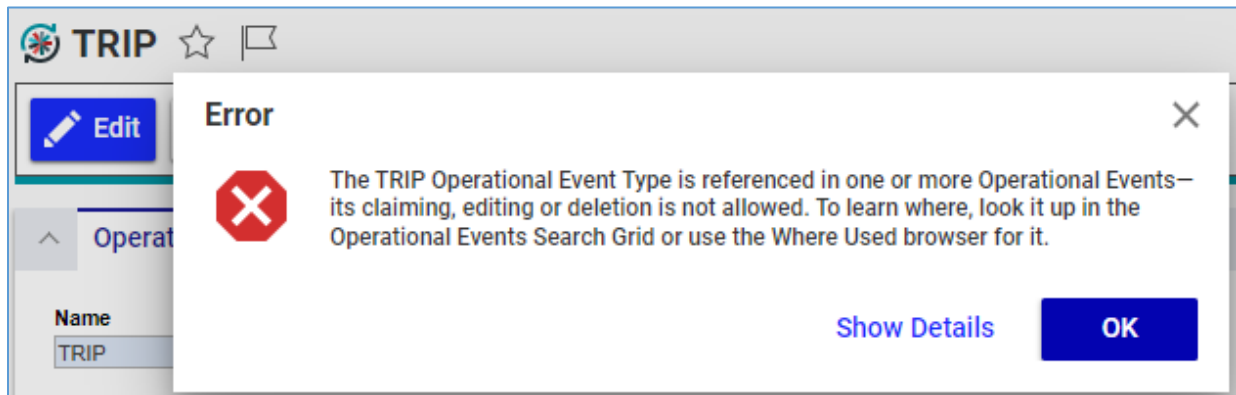 TRIP
Edit
Error
The TRIP Operational Event Type is referenced in one or more Operational Events—
its claiming, editing or deletion is not allowed. To learn where, look it up in the
Operational Events Search Grid or use the Where Used browser for it.
Operat
Name
TRIP
Show Details
OK